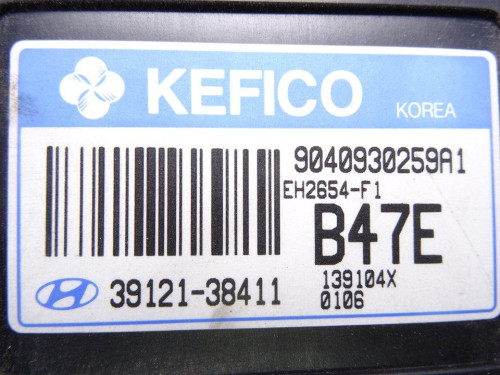 KEFICO
KOREA
9040930259A1
EH2654-F1
B47E
39121-38411
139104X
0106